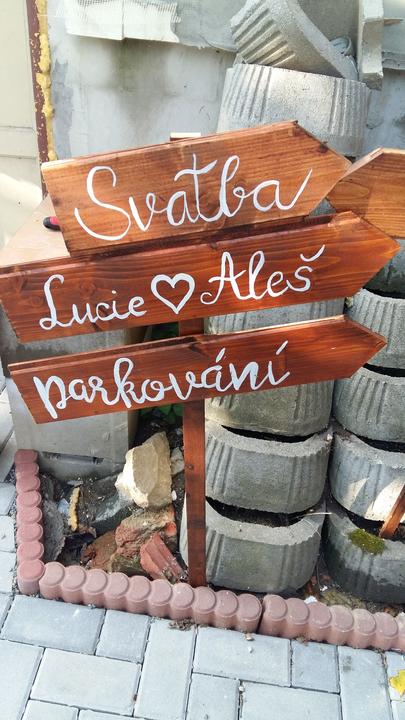 Svatba
Lucie ♡ Aleš
parkování